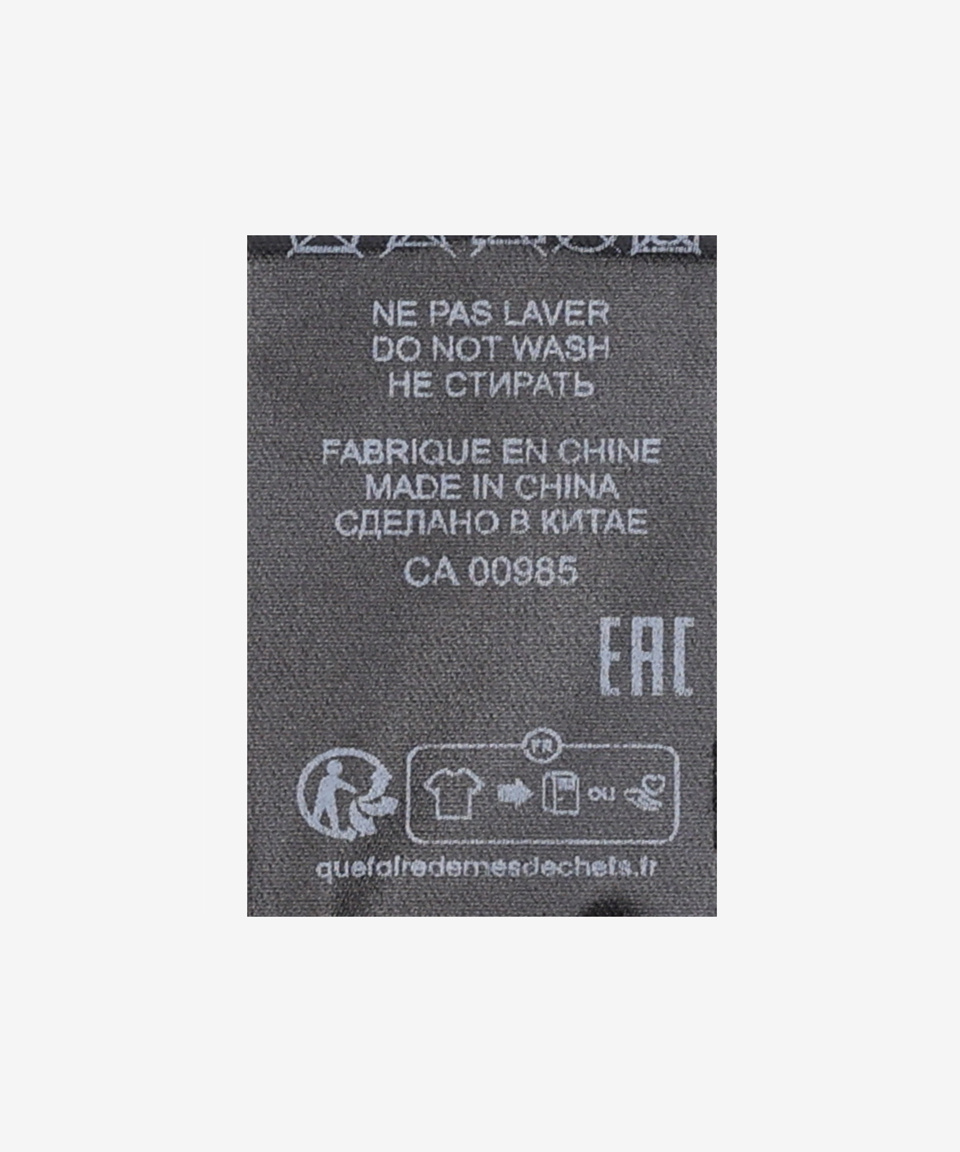 NE PAS LAVER
DO NOT WASH
НЕ СТИРАТЬ
FABRIQUE EN CHINE
MADE IN CHINA
СДЕЛАНО В КИТАЕ
CA 00985
EAC
FR
ou
quefairedemesdechets.fr